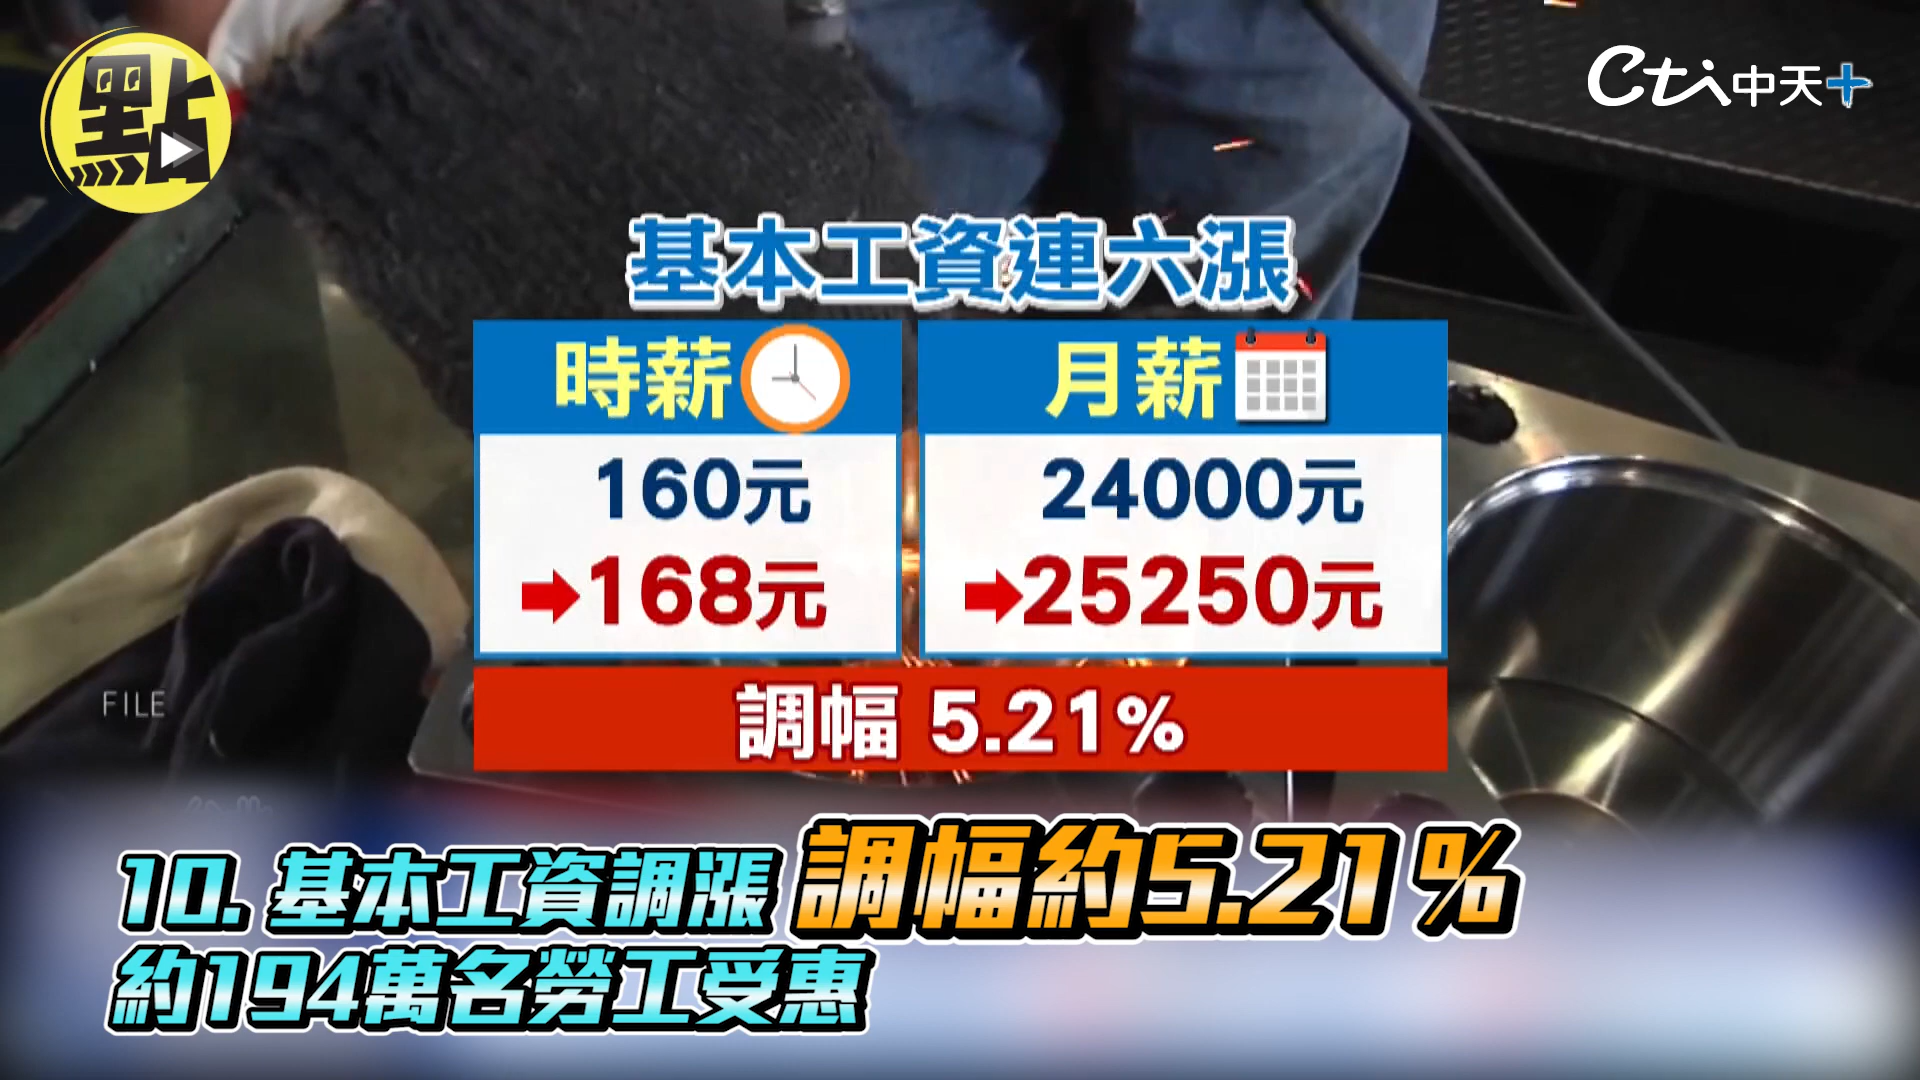 點
Cti中天+
基本工資連六漲
時薪
月薪
160元
24000元
➡168元
➡25250元
調幅 5.21%
FILE
10. 基本工資調漲 調幅約5.21%
約194萬名勞工受惠